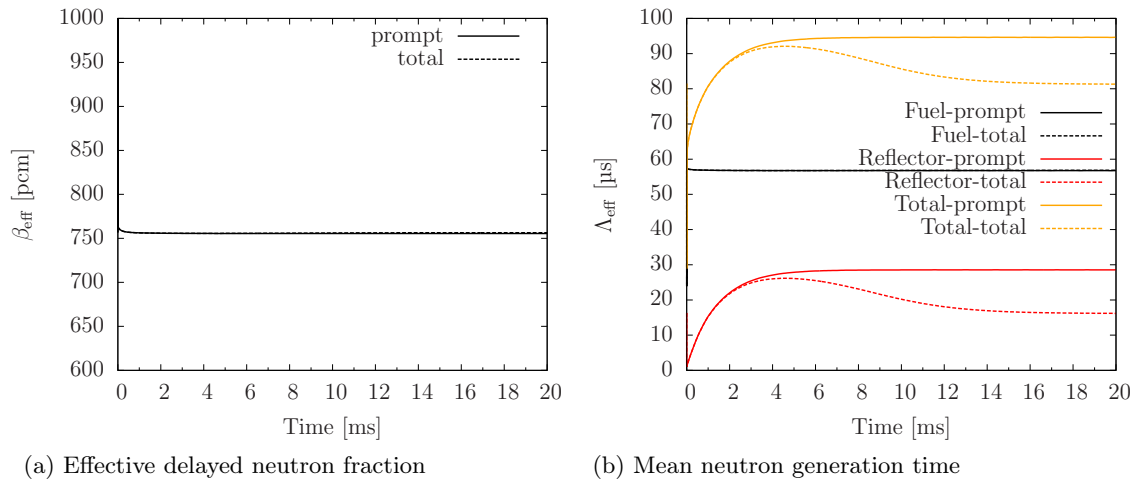 1000
950
900
850
800
750
700
650
600
β_eff [pcm]
prompt
total
0 2 4 6 8 10 12 14 16 18 20
Time [ms]
(a) Effective delayed neutron fraction
100
90
80
70
60
50
40
30
20
10
0
Λ_eff [µs]
Fuel-prompt
Fuel-total
Reflector-prompt
Reflector-total
Total-prompt
Total-total
0 2 4 6 8 10 12 14 16 18 20
Time [ms]
(b) Mean neutron generation time